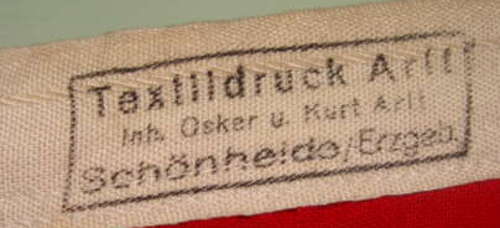 Textildruck Arlt
Inh. Oskar u. Kurt Arlt
Schönheide/Erzgeb.